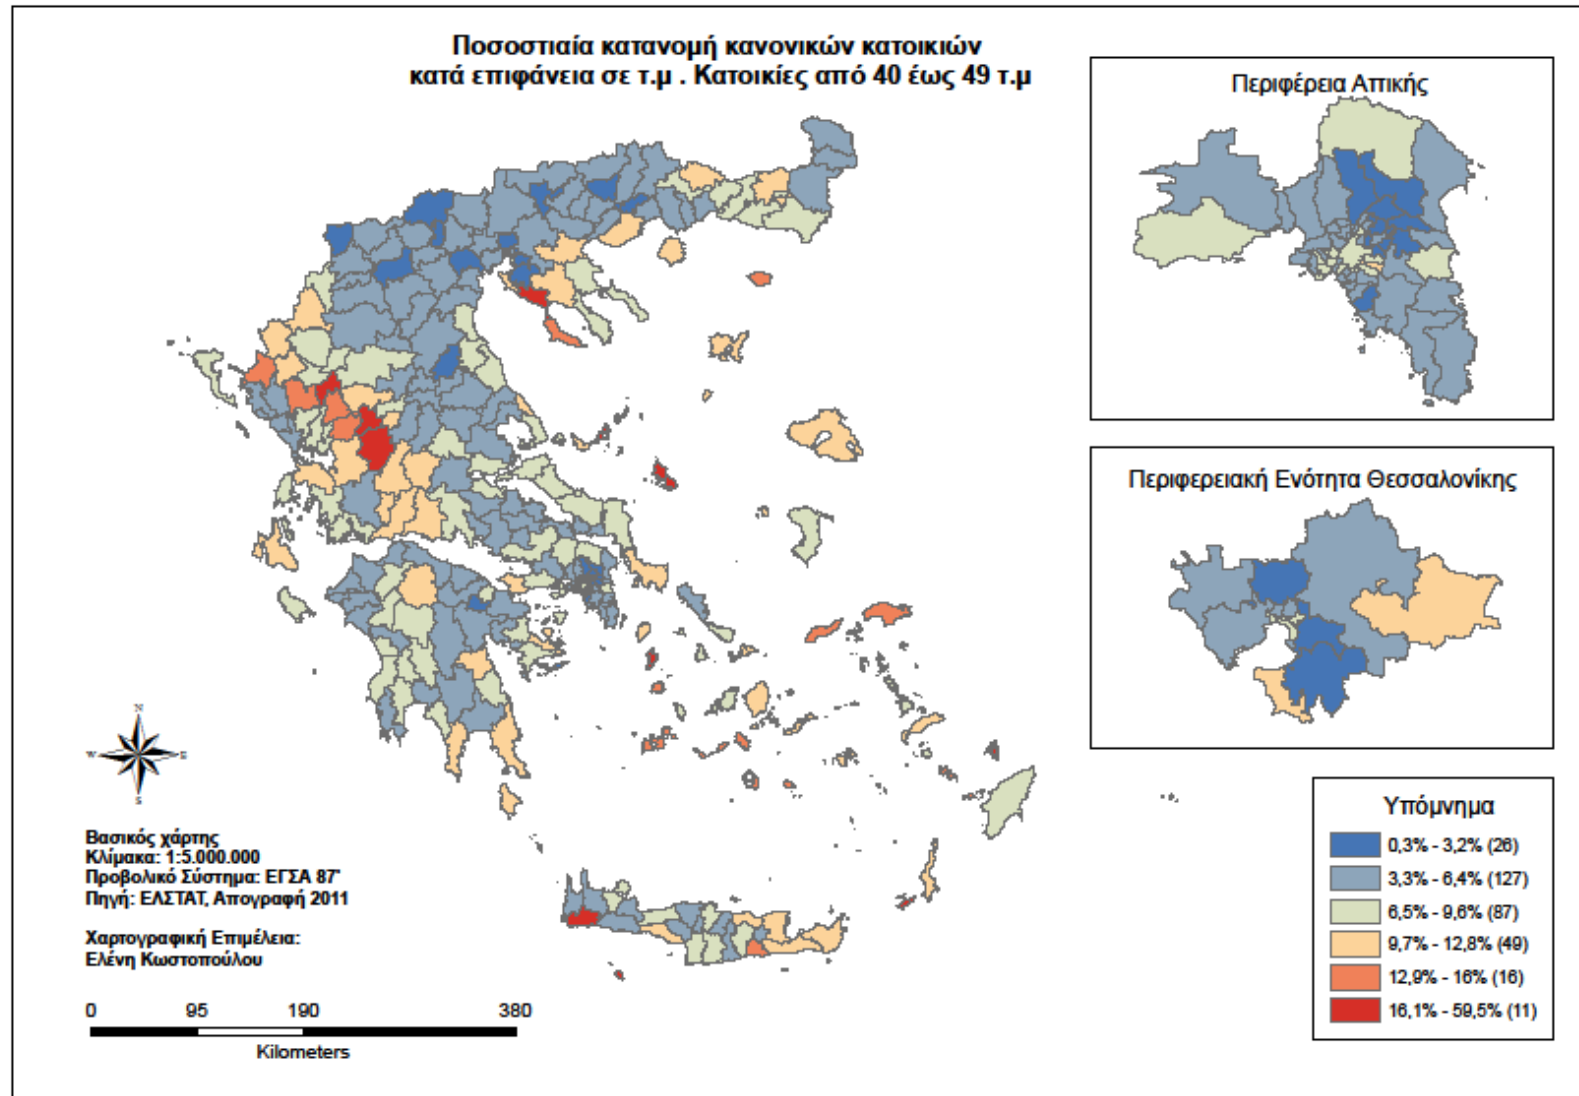 Ποσοστιαία κατανομή κανονικών κατοικιών
κατά επιφάνεια σε τ.μ . Κατοικίες από 40 έως 49 τ.μ
Περιφέρεια Αττικής
Περιφερειακή Ενότητα Θεσσαλονίκης
N
W
E
S
Βασικός χάρτης
Κλίμακα: 1:5.000.000
Προβολικό Σύστημα: ΕΓΣΑ 87'
Πηγή: ΕΛΣΤΑΤ, Απογραφή 2011
Χαρτογραφική Επιμέλεια:
Ελένη Κωστοπούλου
0 95 190 380
Kilometers
Υπόμνημα
0,3% - 3,2% (26)
3,3% - 6,4% (127)
6,5% - 9,6% (87)
9,7% - 12,8% (49)
12,9% - 16% (16)
16,1% - 59,5% (11)